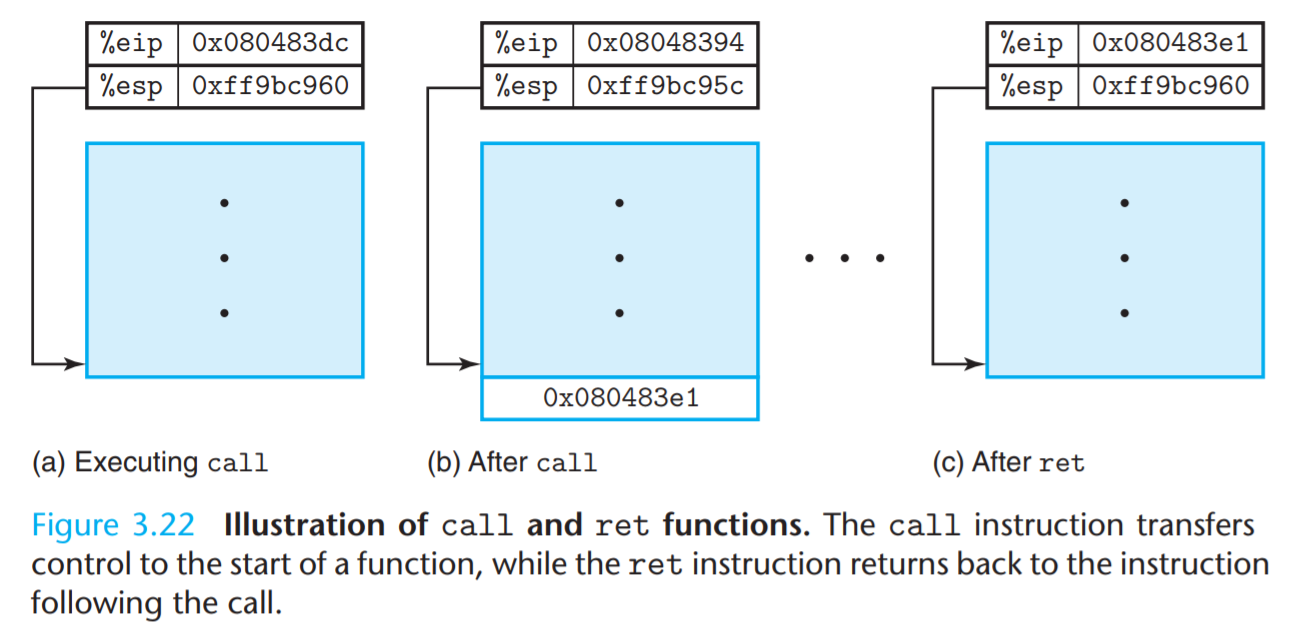 %eip 0x080483dc
%esp 0xff9bc960
%eip 0x08048394
%esp 0xff9bc95c
0x080483e1
%eip 0x080483e1
%esp 0xff9bc960
(a) Executing call
(b) After call
(c) After ret
Figure 3.22 Illustration of call and ret functions. The call instruction transfers
control to the start of a function, while the ret instruction returns back to the instruction
following the call.